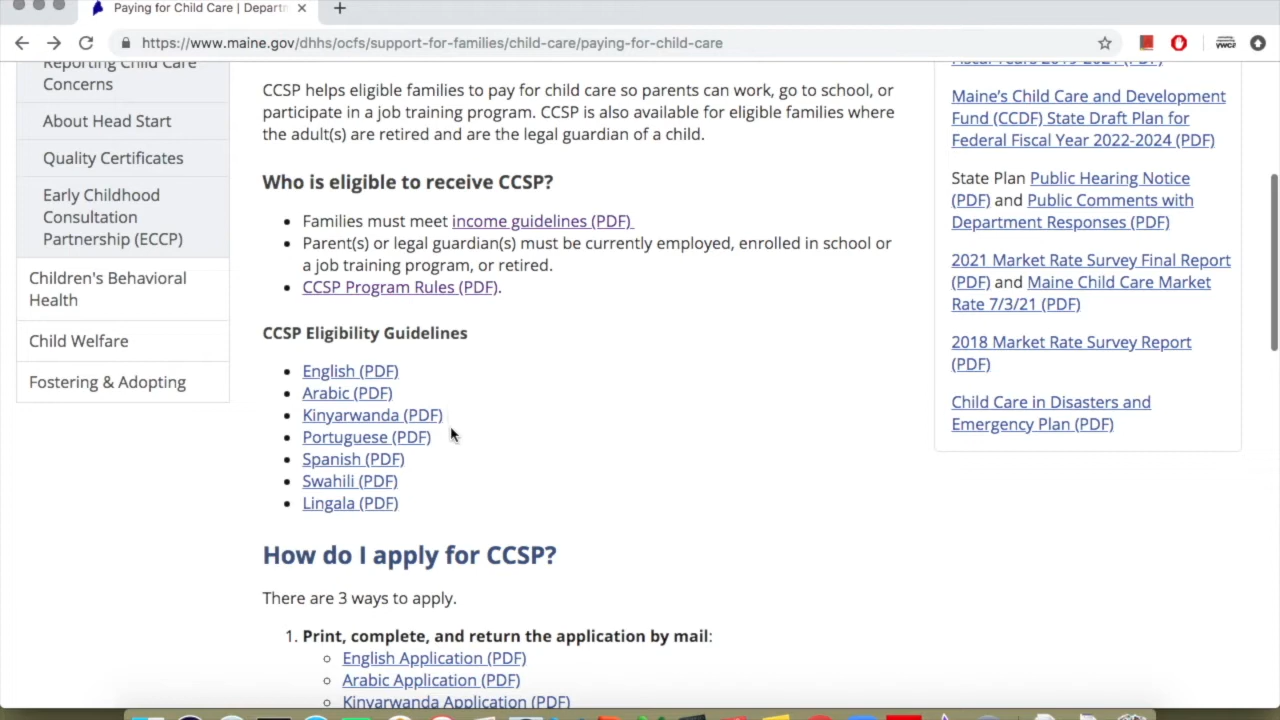 Paying for Child Care | Departm
https://www.maine.gov/dhhs/ocfs/support-for-families/child-care/paying-for-child-care
Reporting Child Care
Concerns
About Head Start
Quality Certificates
Early Childhood
Consultation
Partnership (ECCP)
Children's Behavioral
Health
Child Welfare
Fostering & Adopting
CCSP helps eligible families to pay for child care so parents can work, go to school, or
participate in a job training program. CCSP is also available for eligible families where
the adult(s) are retired and are the legal guardian of a child.
Who is eligible to receive CCSP?
Families must meet income guidelines (PDF)
Parent(s) or legal guardian(s) must be currently employed, enrolled in school or
a job training program, or retired.
CCSP Program Rules (PDF).
CCSP Eligibility Guidelines
English (PDF)
Arabic (PDF)
Kinyarwanda (PDF)
Portuguese (PDF)
Spanish (PDF)
Swahili (PDF)
Lingala (PDF)
How do I apply for CCSP?
There are 3 ways to apply.
1. Print, complete, and return the application by mail:
English Application (PDF)
Arabic Application (PDF)
Kinyarwanda Application (PDF)
Fiscal Years 2019-2021 (PDF)
Maine's Child Care and Development
Fund (CCDF) State Draft Plan for
Federal Fiscal Year 2022-2024 (PDF)
State Plan Public Hearing Notice
(PDF) and Public Comments with
Department Responses (PDF)
2021 Market Rate Survey Final Report
(PDF) and Maine Child Care Market
Rate 7/3/21 (PDF)
2018 Market Rate Survey Report
(PDF)
Child Care in Disasters and
Emergency Plan (PDF)